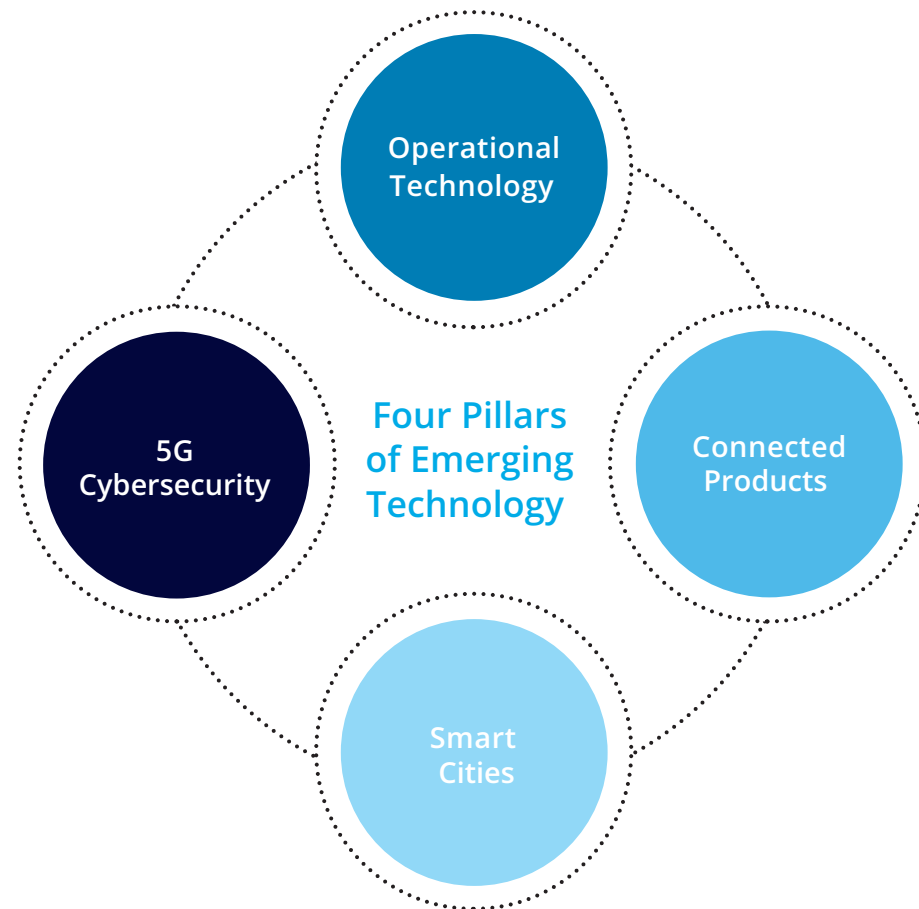 Operational
Technology
Four Pillars
of Emerging
Technology
5G
Cybersecurity
Connected
Products
Smart
Cities